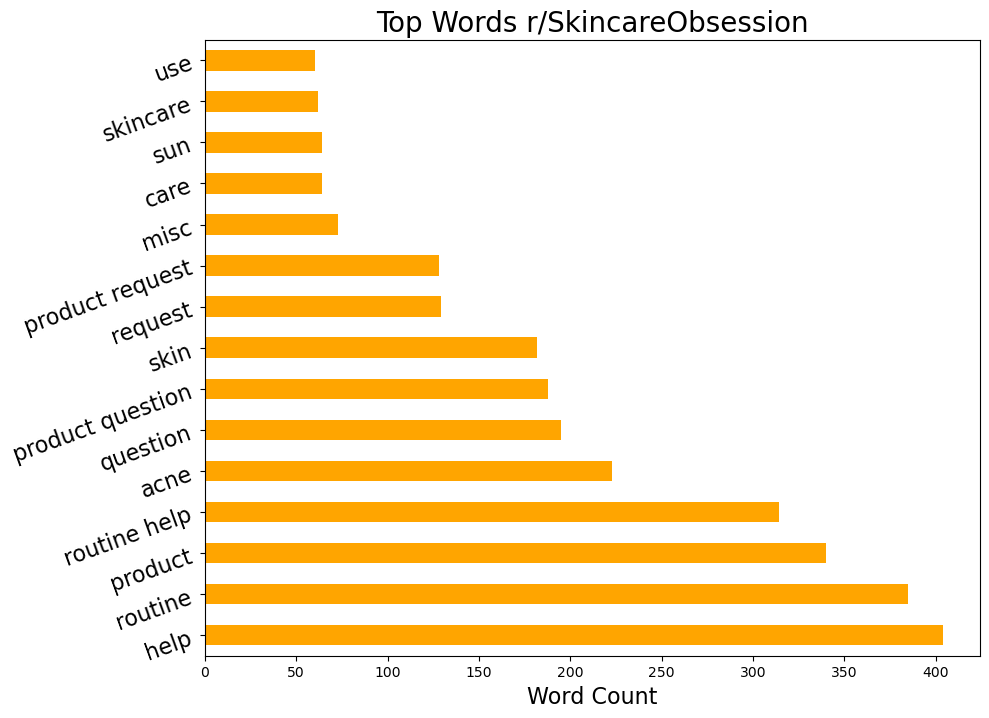 Top Words r/SkincareObsession
use
skincare
sun
care
misc
product request
request
skin
product question
question
acne
routine help
product
routine
help
0 50 100 150 200 250 300 350 400
Word Count